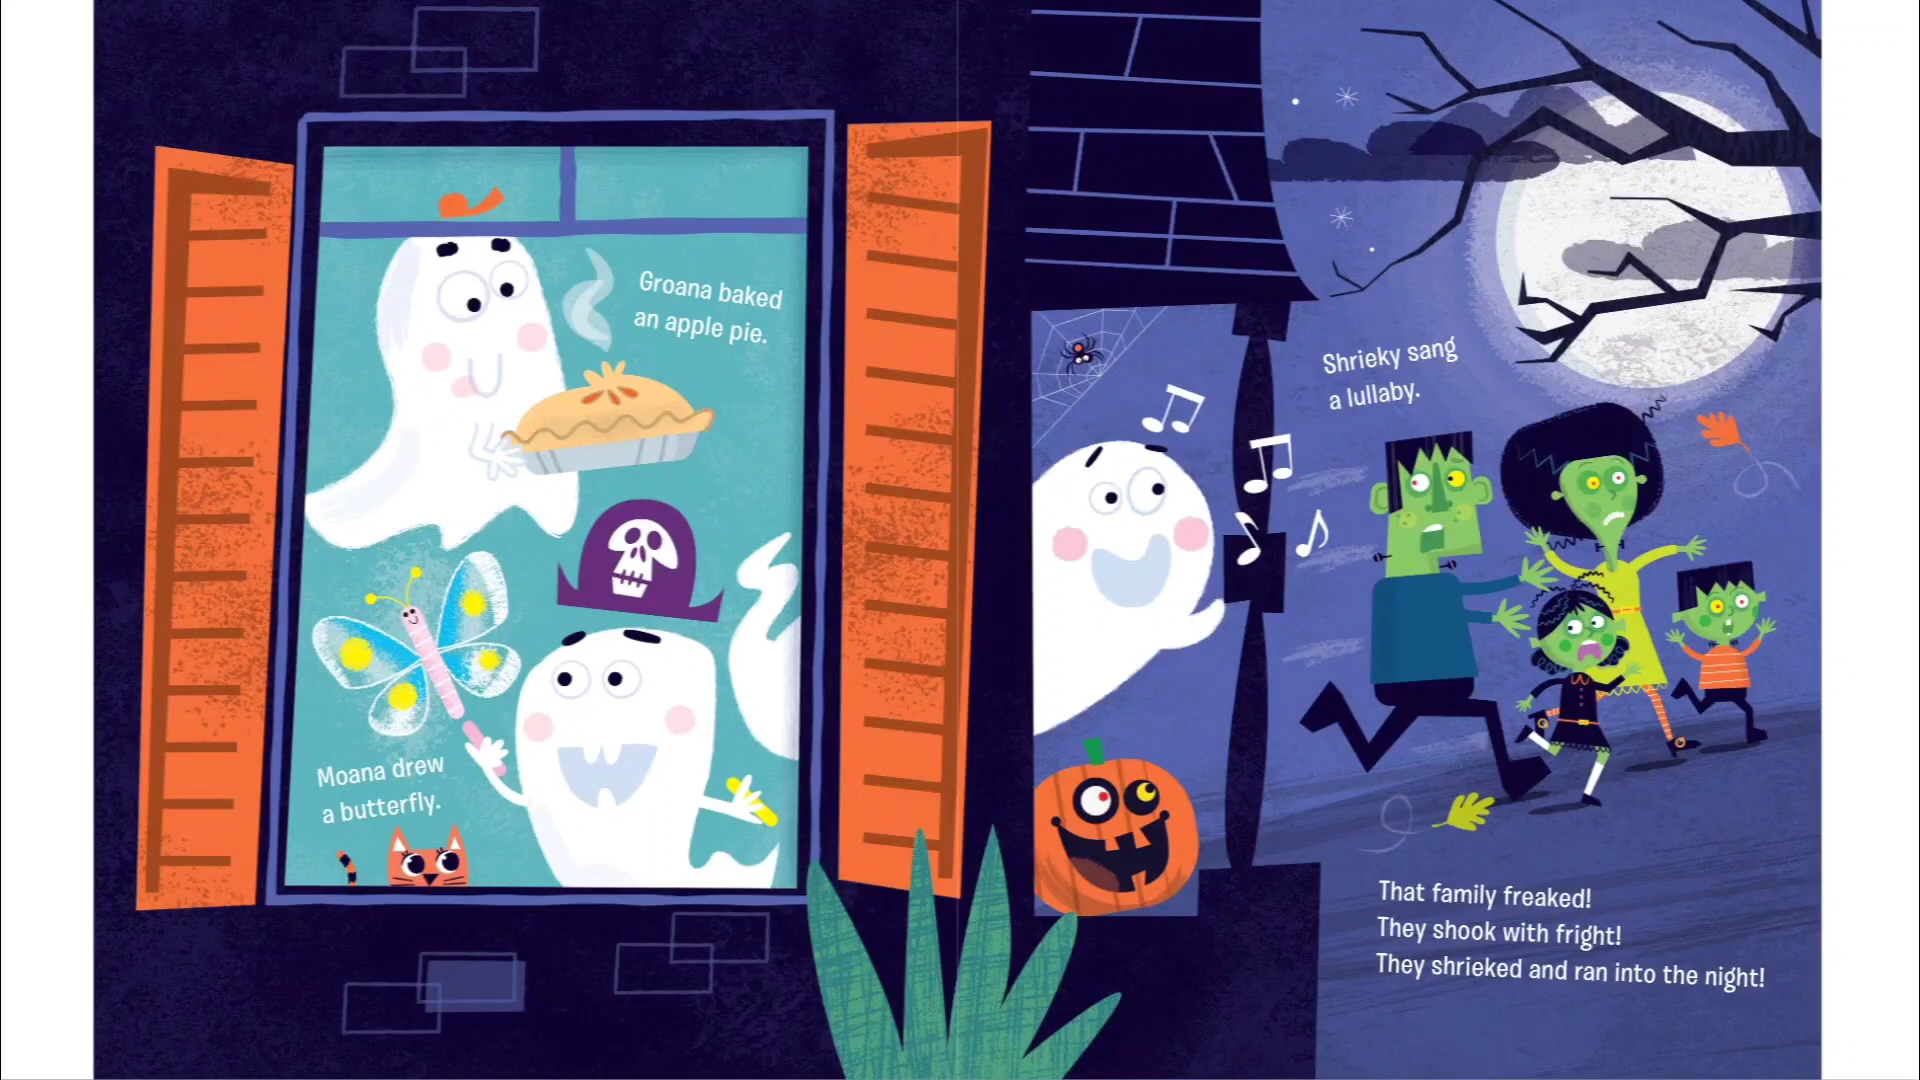 Groana baked
an apple pie.
Moana drew
a butterfly.
Shrieky sang
a lullaby.
That family freaked!
They shook with fright!
They shrieked and ran into the night!